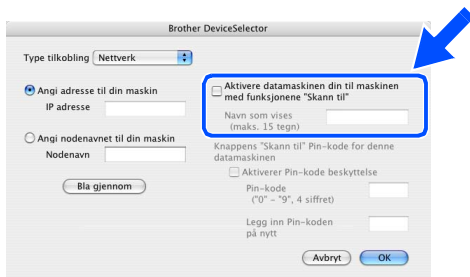 Brother DeviceSelector
Type tilkobling
Nettverk
Angi adresse til din maskin
IP adresse
Angi nodenavnet til din maskin
Nodenavn
Bla gjennom
Aktivere datamaskinen din til maskinen
med funksjonene "Skann til"
Navn som vises
(maks. 15 tegn)
Knappens "Skann til" Pin-kode for denne
datamaskinen
Aktiverer Pin-kode beskyttelse
Pin-kode
("0" - "9", 4 siffret)
Legg inn Pin-koden
på nytt
Avbryt
OK